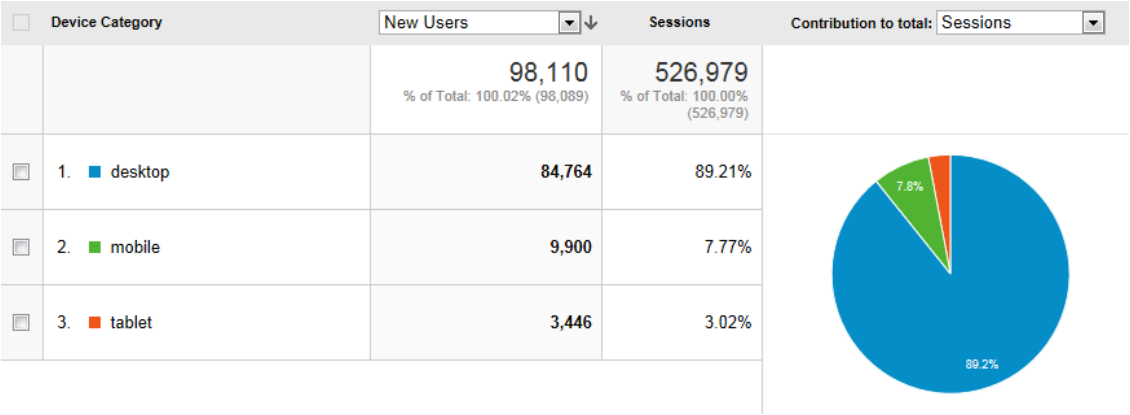 Device Category New Users Sessions Contribution to total: Sessions
98,110 526,979
% of Total: 100.02% (98,089) % of Total: 100.00%
(526,979)
1. desktop 84,764 89.21%
2. mobile 9,900 7.77%
3. tablet 3,446 3.02%
7.8%
89.2%